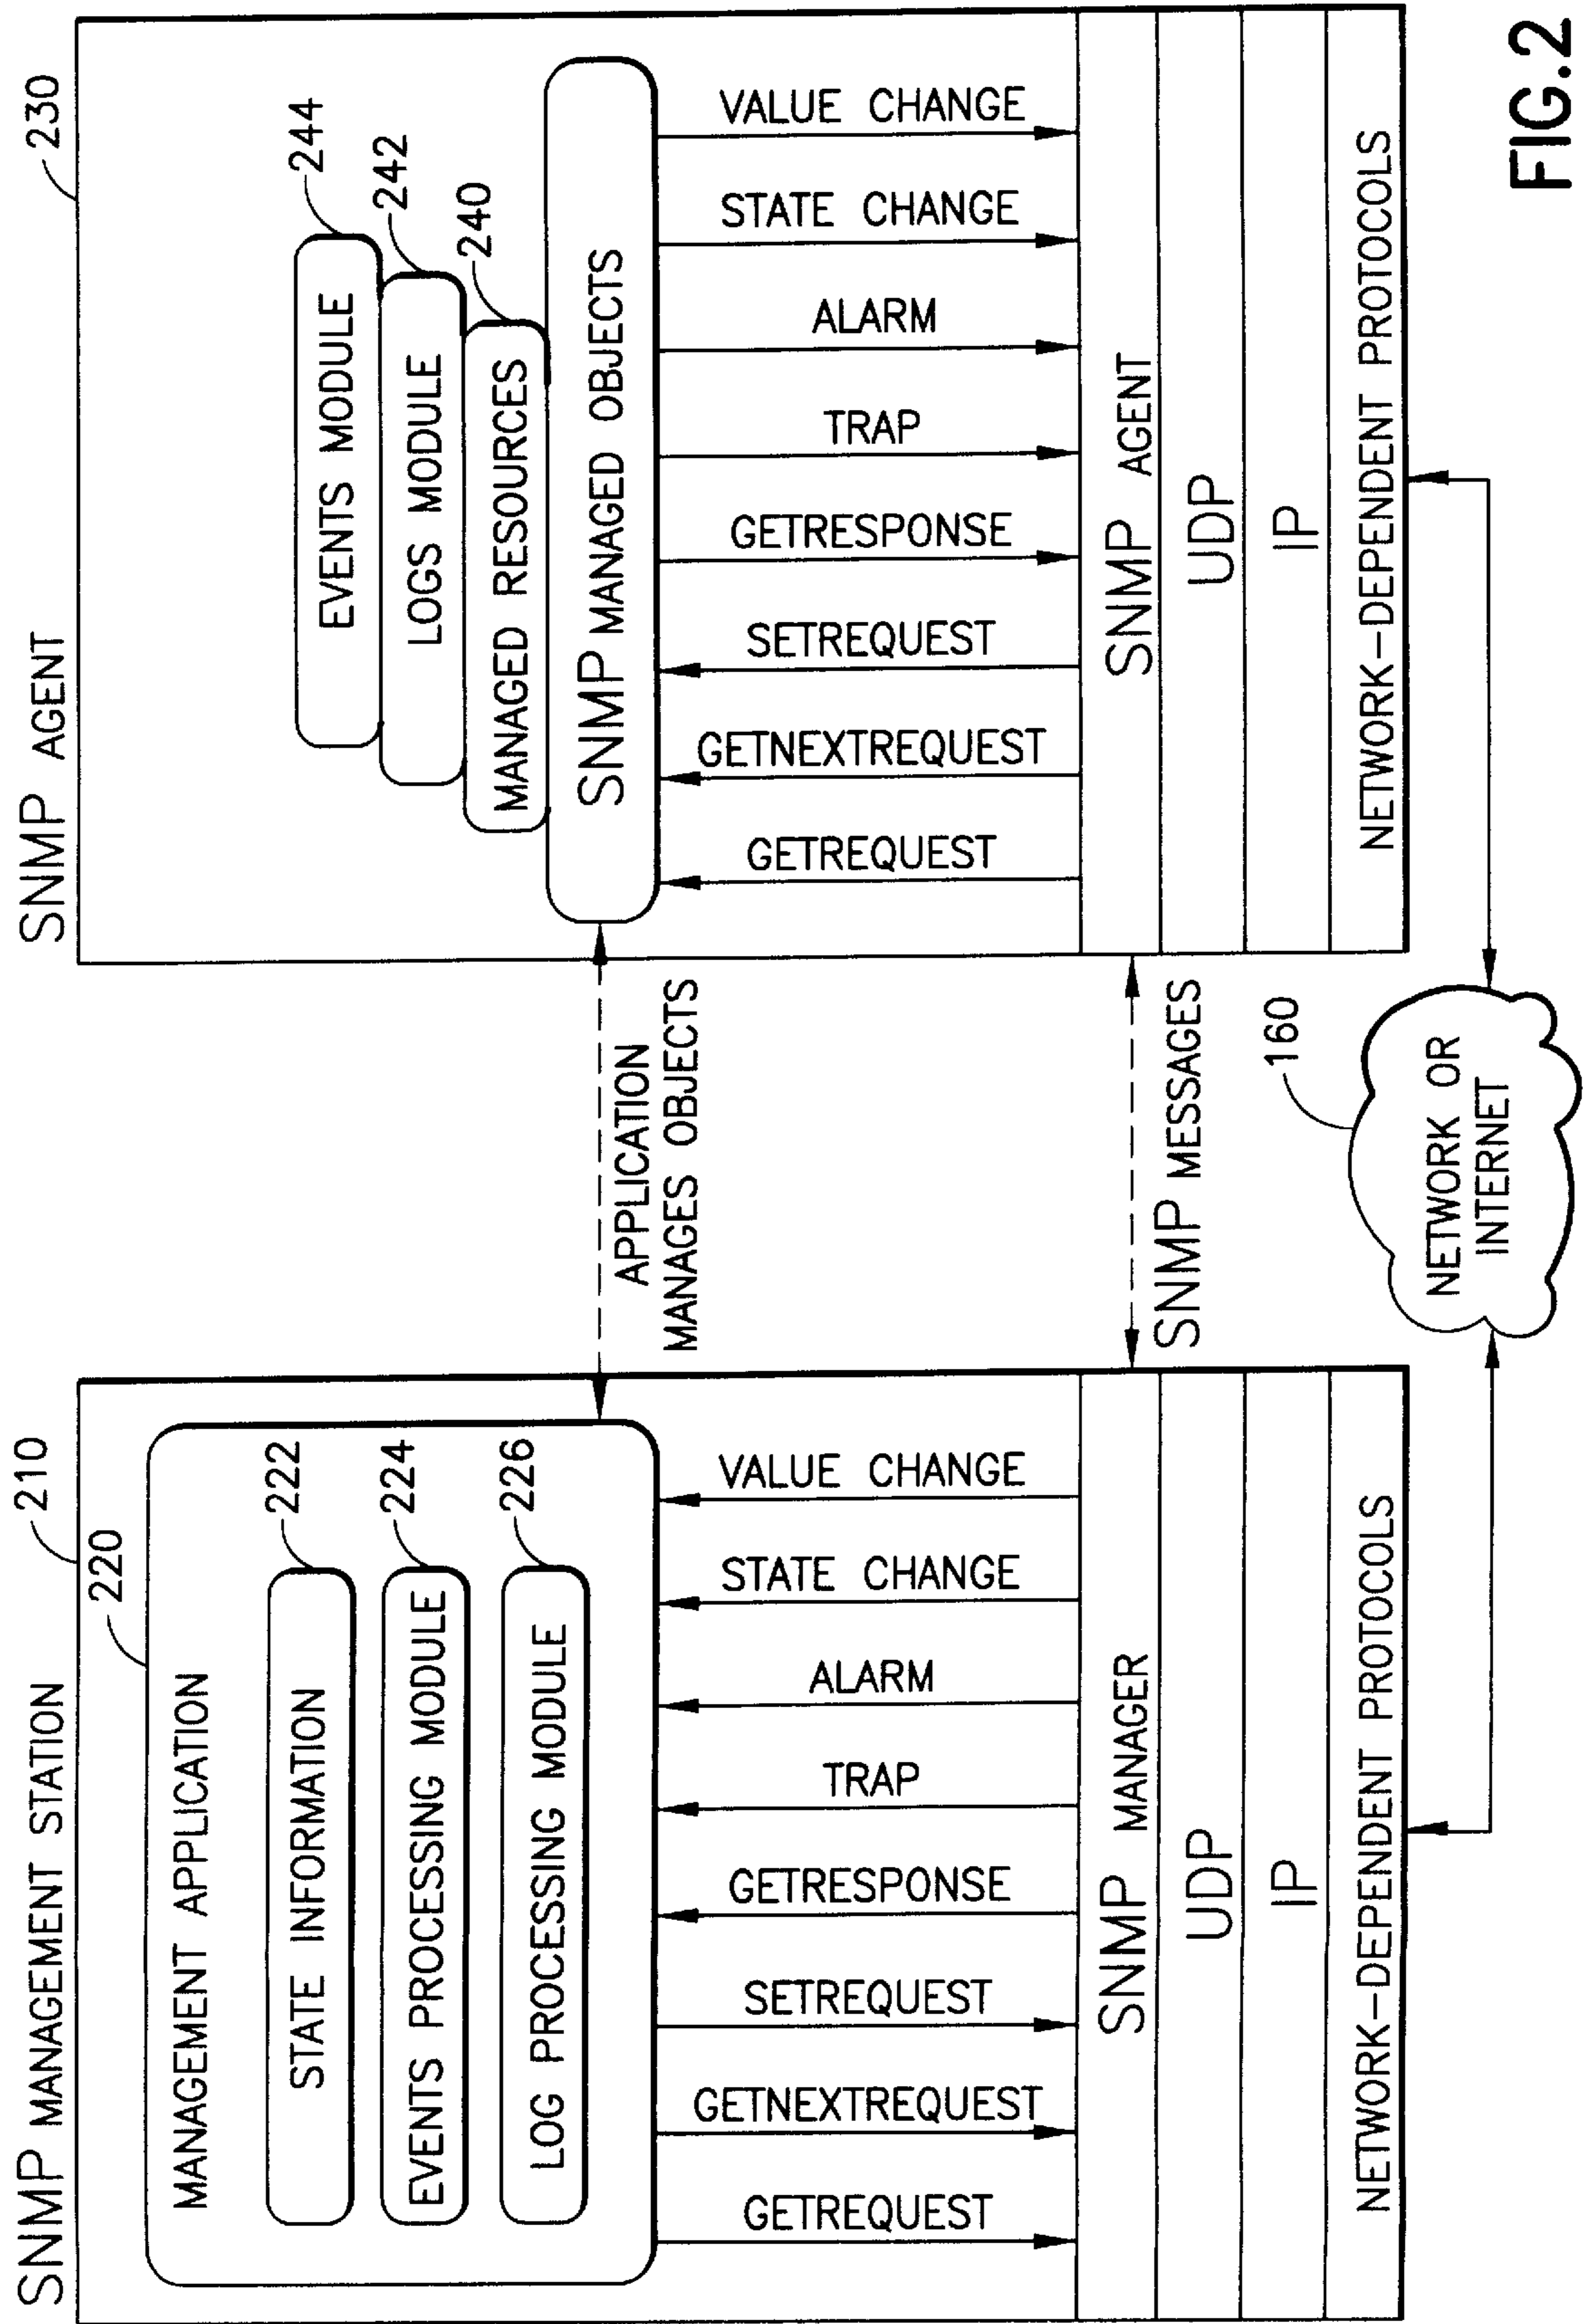 SNMP MANAGEMENT STATION
210
220
MANAGEMENT APPLICATION
STATE INFORMATION
222
EVENTS PROCESSING MODULE
224
LOG PROCESSING MODULE
226
GETREQUEST
GETNEXTREQUEST
SETREQUEST
GETRESPONSE
TRAP
ALARM
STATE CHANGE
VALUE CHANGE
SNMP MANAGER
UDP
IP
NETWORK-DEPENDENT PROTOCOLS
APPLICATION
MANAGES OBJECTS
SNMP MESSAGES
160
NETWORK OR
INTERNET
SNMP AGENT
230
EVENTS MODULE
244
LOGS MODULE
242
MANAGED RESOURCES
240
SNMP MANAGED OBJECTS
GETREQUEST
GETNEXTREQUEST
SETREQUEST
GETRESPONSE
TRAP
ALARM
STATE CHANGE
VALUE CHANGE
SNMP AGENT
UDP
IP
NETWORK-DEPENDENT PROTOCOLS
FIG.2